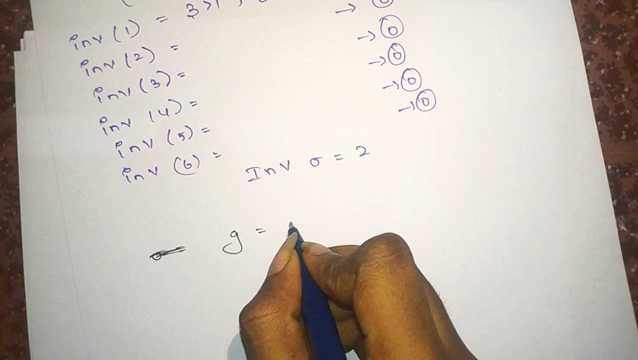 inv (1) = 3>1, → 0
inv (2) = → 0
inv (3) = → 0
inv (4) = → 0
inv (5) = → 0
inv (6) =
Inv σ = 2
g =